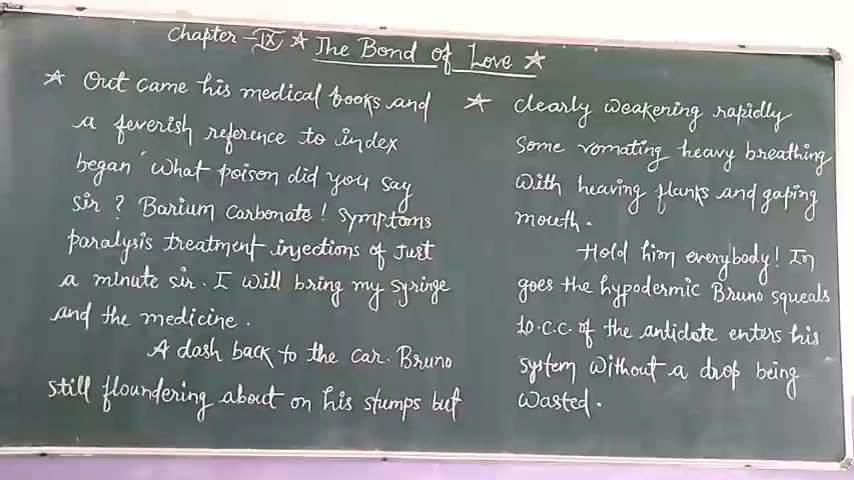 Chapter - IX ☆ The Bond of Love ☆
☆ Out came his medical books and
a feverish reference to index
began "What poison did you say
sir? Barium Carbonate! Symptoms
paralysis treatment injections of Just
a minute sir. I will bring my syringe
and the medicine.
A dash back to the car. Bruno
still floundering about on his stumps but
☆ clearly weakening rapidly
Some vomating heavy breathing
with heaving flanks and gaping
mouth.
Hold him everybody! In
goes the hypodermic Bruno squeals
10.C.C. of the antidote enters his
system without a drop being
wasted.